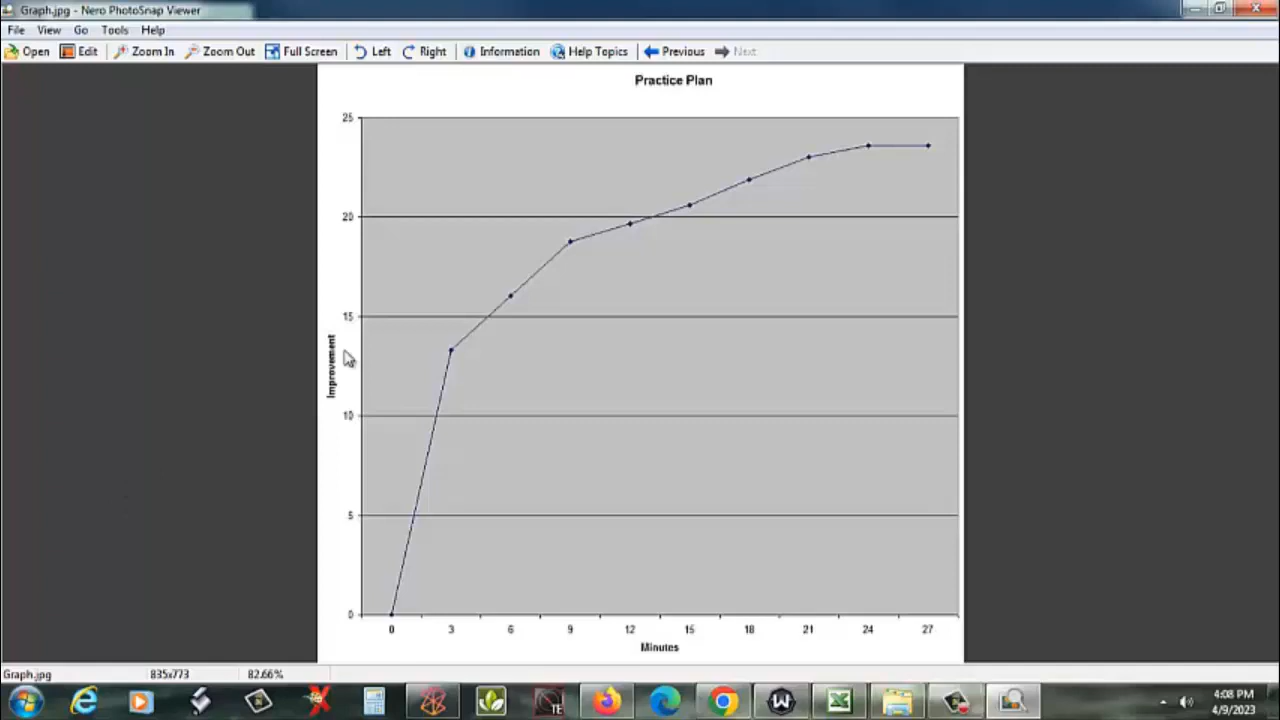 Graph.jpg - Nero PhotoSnap Viewer
File View Go Tools Help
Open Edit Zoom In Zoom Out Full Screen Left Right Information Help Topics Previous Next
Practice Plan
25
20
15
10
5
0
Improvement
0 3 6 9 12 15 18 21 24 27
Minutes
Graph.jpg 835x773 82.66%
TE
W
4:08 PM
4/9/2023